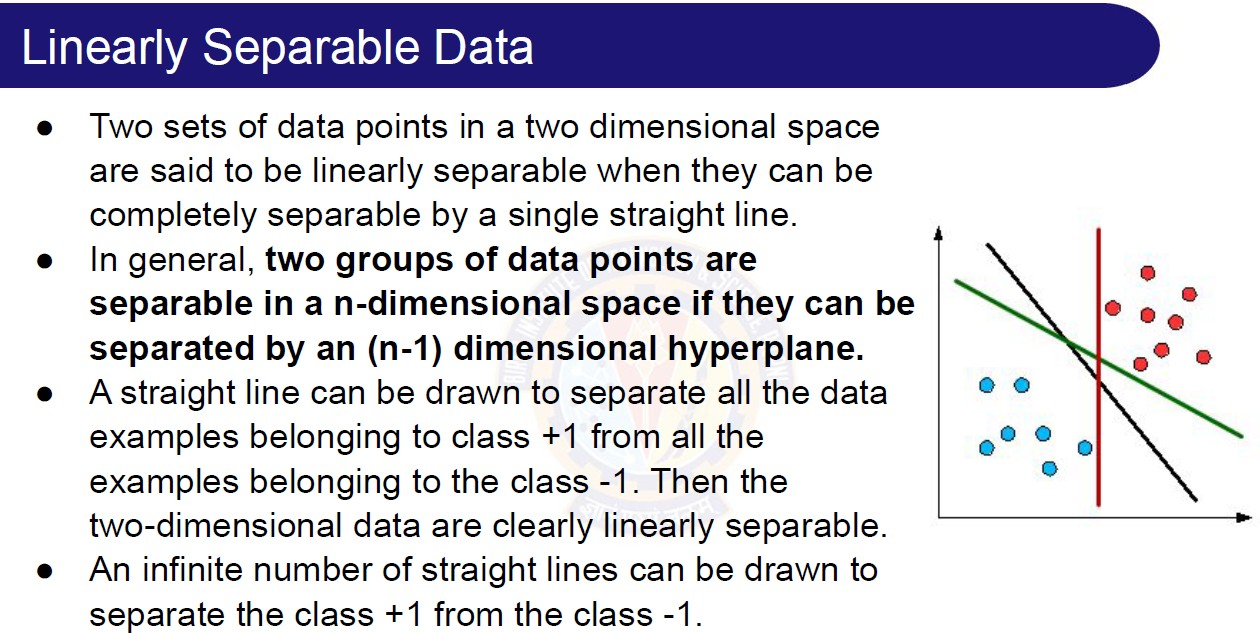 Linearly Separable Data
● Two sets of data points in a two dimensional space
are said to be linearly separable when they can be
completely separable by a single straight line.
● In general, two groups of data points are
separable in a n-dimensional space if they can be
separated by an (n-1) dimensional hyperplane.
● A straight line can be drawn to separate all the data
examples belonging to class +1 from all the
examples belonging to the class -1. Then the
two-dimensional data are clearly linearly separable.
● An infinite number of straight lines can be drawn to
separate the class +1 from the class -1.